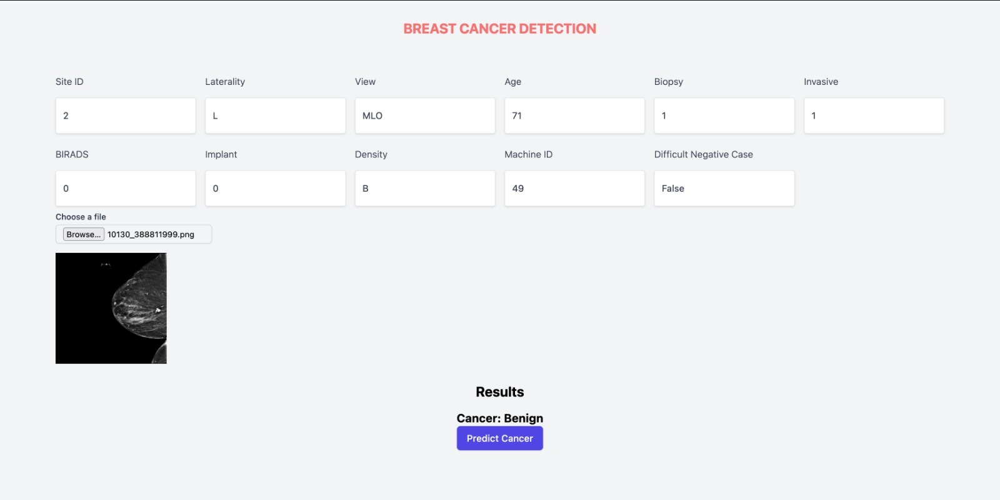 BREAST CANCER DETECTION
Site ID Laterality View Age Biopsy Invasive
2 L MLO 71 1 1
BIRADS Implant Density Machine ID Difficult Negative Case
0 0 B 49 False
Choose a file
Browse... 10130_388811999.png
Results
Cancer: Benign
Predict Cancer